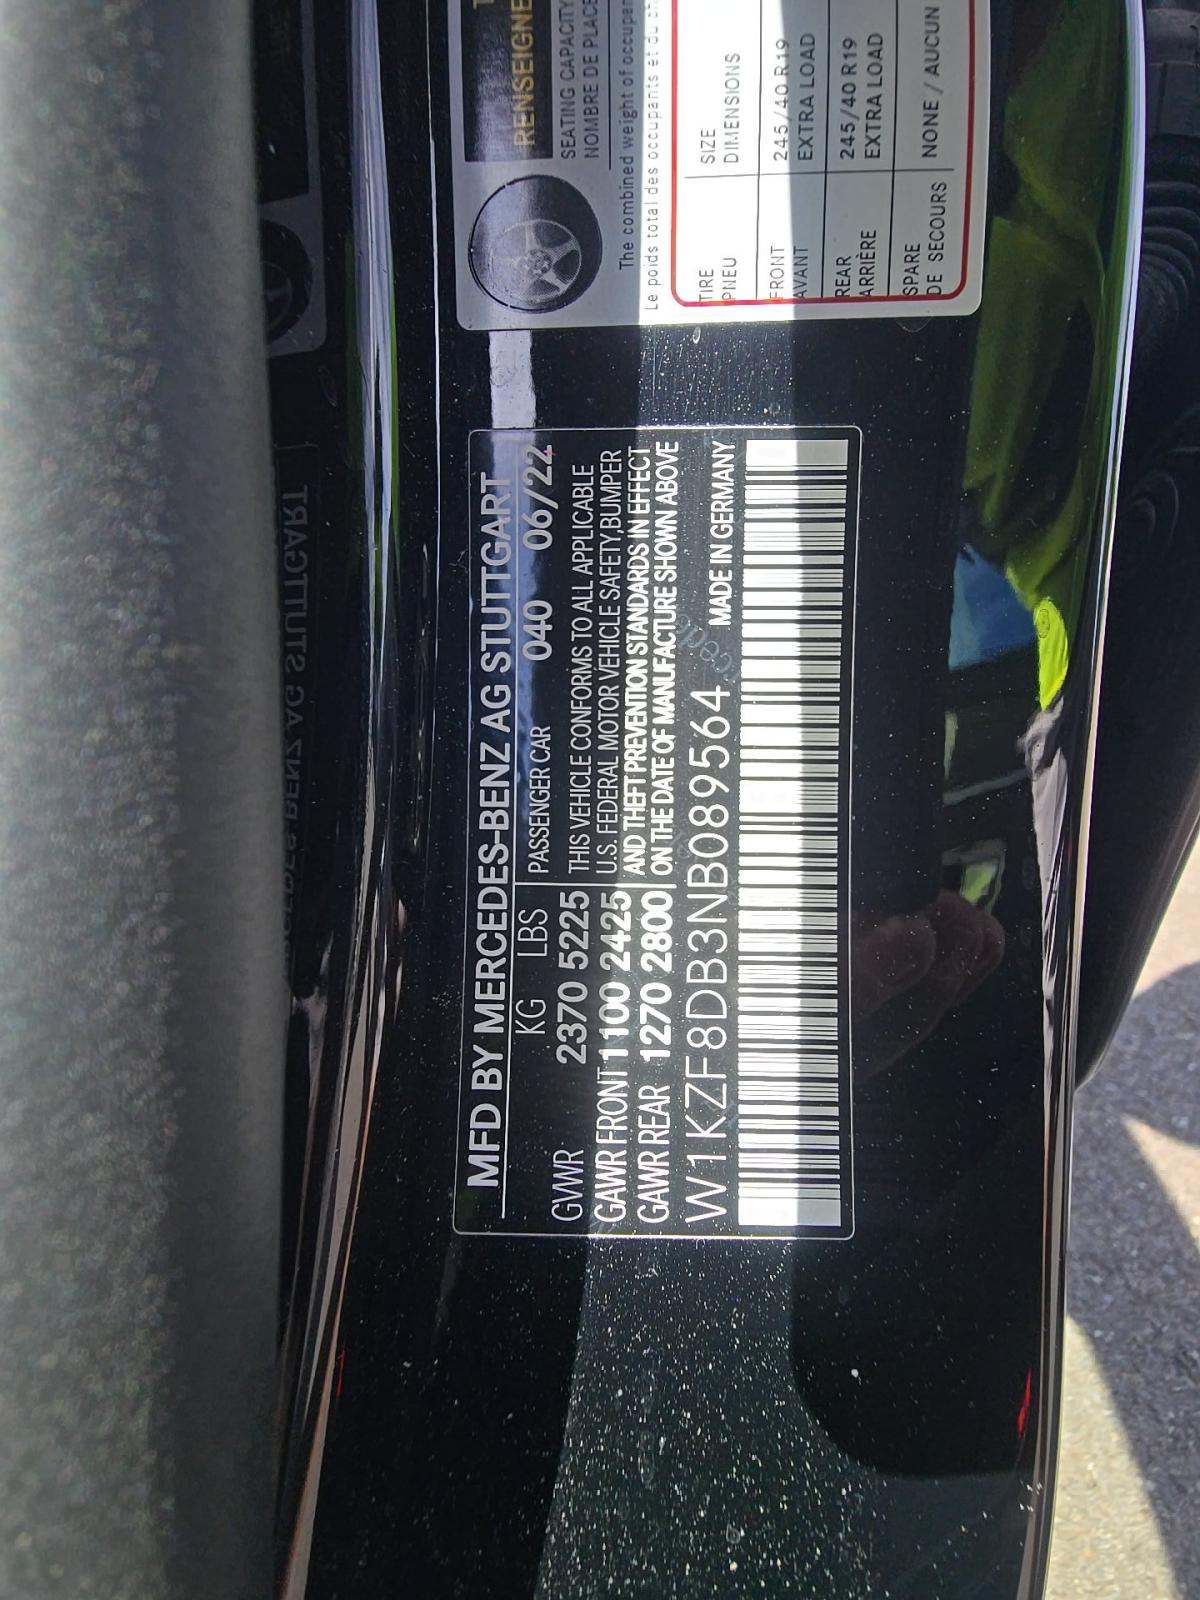 MFD BY MERCEDES-BENZ AG STUTTGART
KG LBS PASSENGER CAR 040 06/22
GVWR 2370 5225 THIS VEHICLE CONFORMS TO ALL APPLICABLE
GAWR FRONT 1100 2425 U.S. FEDERAL MOTOR VEHICLE SAFETY,BUMPER
AND THEFT PREVENTION STANDARDS IN EFFECT
GAWR REAR 1270 2800 ON THE DATE OF MANUFACTURE SHOWN ABOVE
W1KZF8DB3NB089564 MADE IN GERMANY
RENSEIGNE
SEATING CAPACITY
NOMBRE DE PLACE
The combined weight of occupan
Le poids total des occupants et du ch
TIRE SIZE
PNEU DIMENSIONS
FRONT 245/40 R19
AVANT EXTRA LOAD
REAR 245/40 R19
ARRIÈRE EXTRA LOAD
SPARE NONE / AUCUN
DE SECOURS